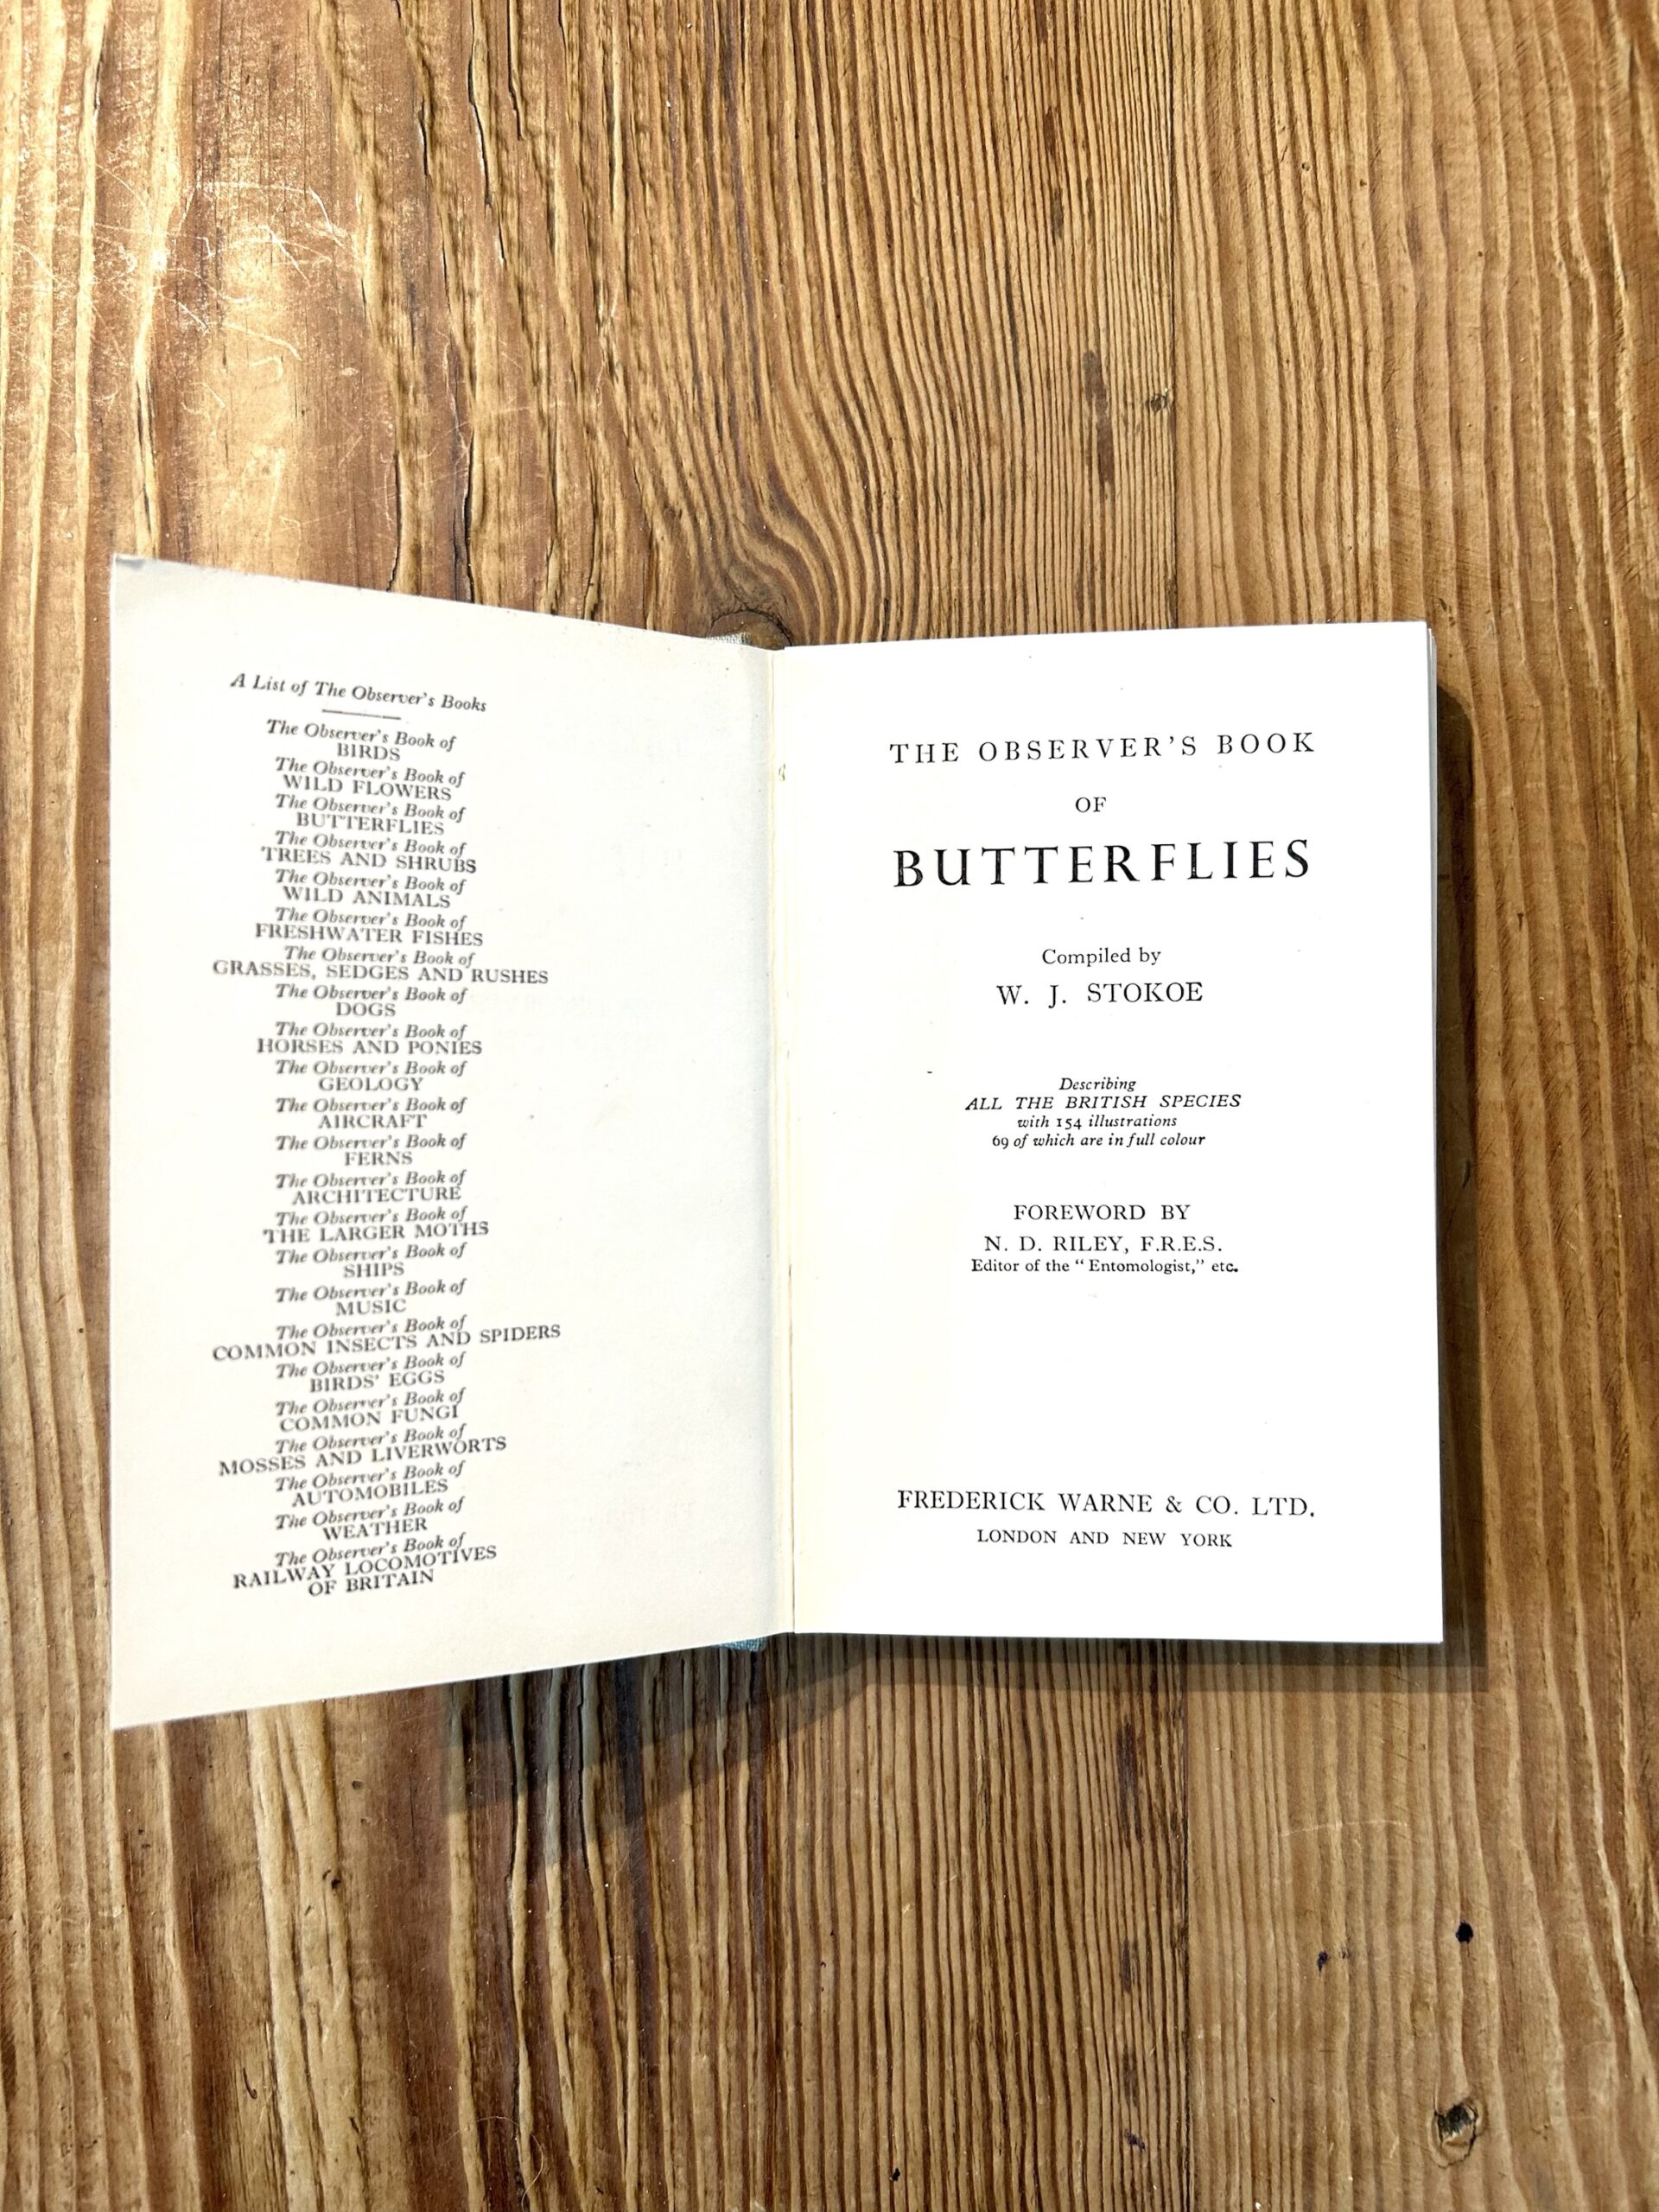 A List of The Observer's Books
The Observer's Book of
BIRDS
The Observer's Book of
WILD FLOWERS
The Observer's Book of
BUTTERFLIES
The Observer's Book of
TREES AND SHRUBS
The Observer's Book of
WILD ANIMALS
The Observer's Book of
FRESHWATER FISHES
The Observer's Book of
GRASSES, SEDGES AND RUSHES
The Observer's Book of
DOGS
The Observer's Book of
HORSES AND PONIES
The Observer's Book of
GEOLOGY
The Observer's Book of
AIRCRAFT
The Observer's Book of
FERNS
The Observer's Book of
ARCHITECTURE
The Observer's Book of
THE LARGER MOTHS
The Observer's Book of
SHIPS
The Observer's Book of
MUSIC
The Observer's Book of
COMMON INSECTS AND SPIDERS
The Observer's Book of
BIRDS' EGGS
The Observer's Book of
COMMON FUNGI
The Observer's Book of
MOSSES AND LIVERWORTS
The Observer's Book of
AUTOMOBILES
The Observer's Book of
WEATHER
The Observer's Book of
RAILWAY LOCOMOTIVES
OF BRITAIN
THE OBSERVER'S BOOK
OF
BUTTERFLIES
Compiled by
W. J. STOKOE
Describing
ALL THE BRITISH SPECIES
with 154 illustrations
69 of which are in full colour
FOREWORD BY
N. D. RILEY, F.R.E.S.
Editor of the "Entomologist," etc.
FREDERICK WARNE & CO. LTD.
LONDON AND NEW YORK